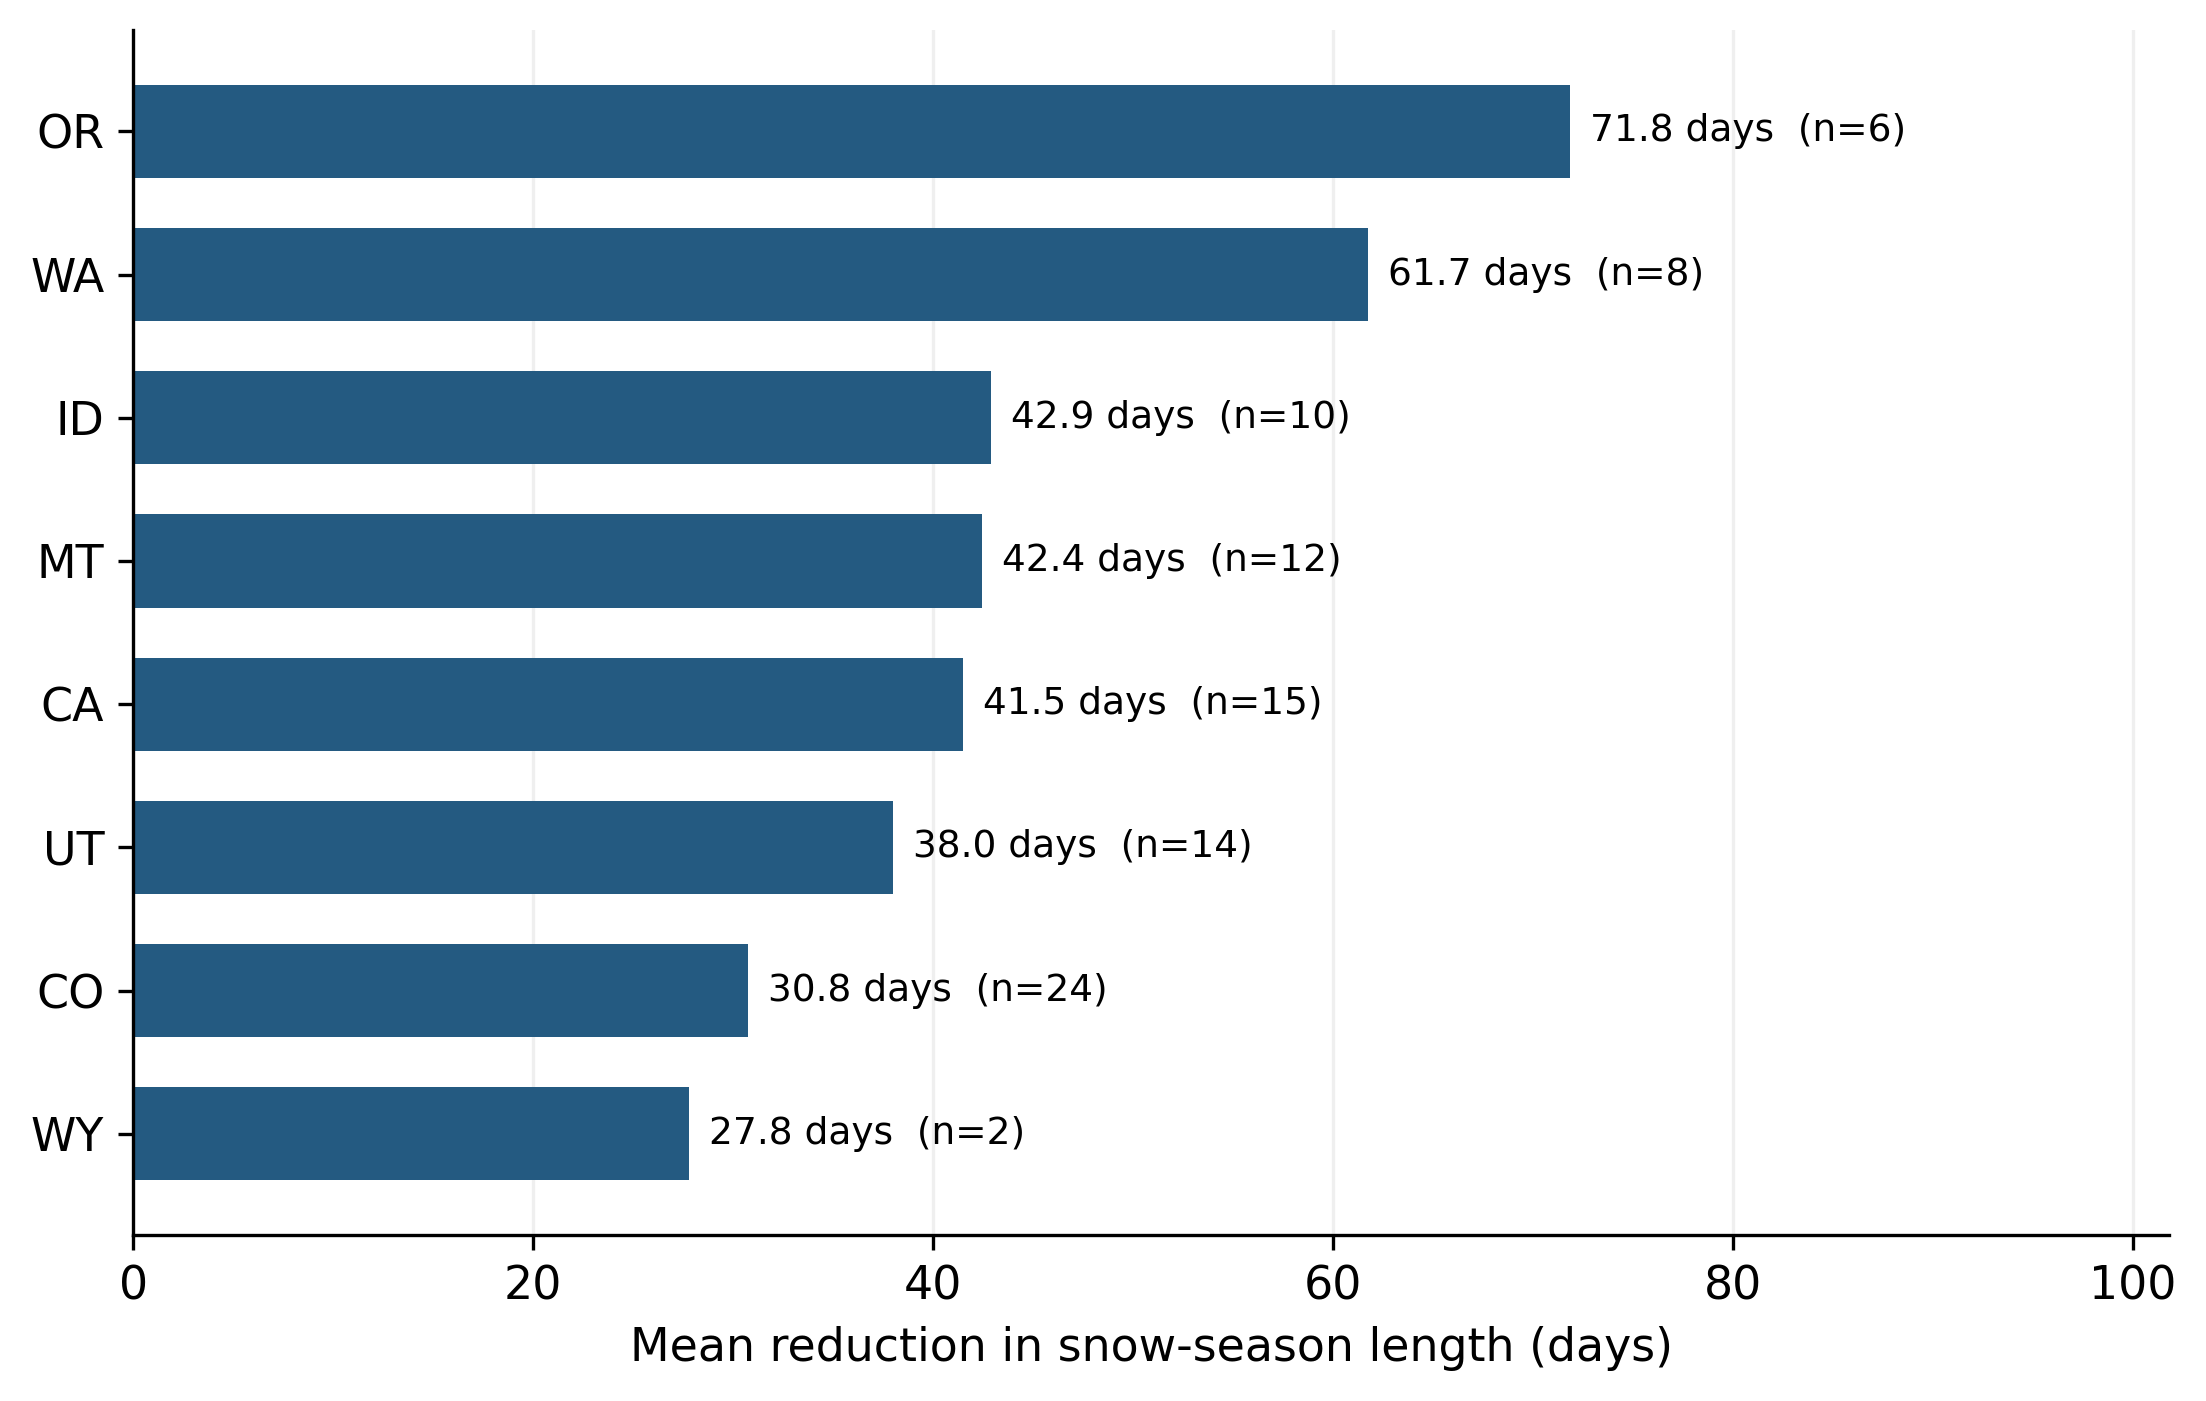 OR 71.8 days (n=6)
WA 61.7 days (n=8)
ID 42.9 days (n=10)
MT 42.4 days (n=12)
CA 41.5 days (n=15)
UT 38.0 days (n=14)
CO 30.8 days (n=24)
WY 27.8 days (n=2)
0 20 40 60 80 100
Mean reduction in snow-season length (days)